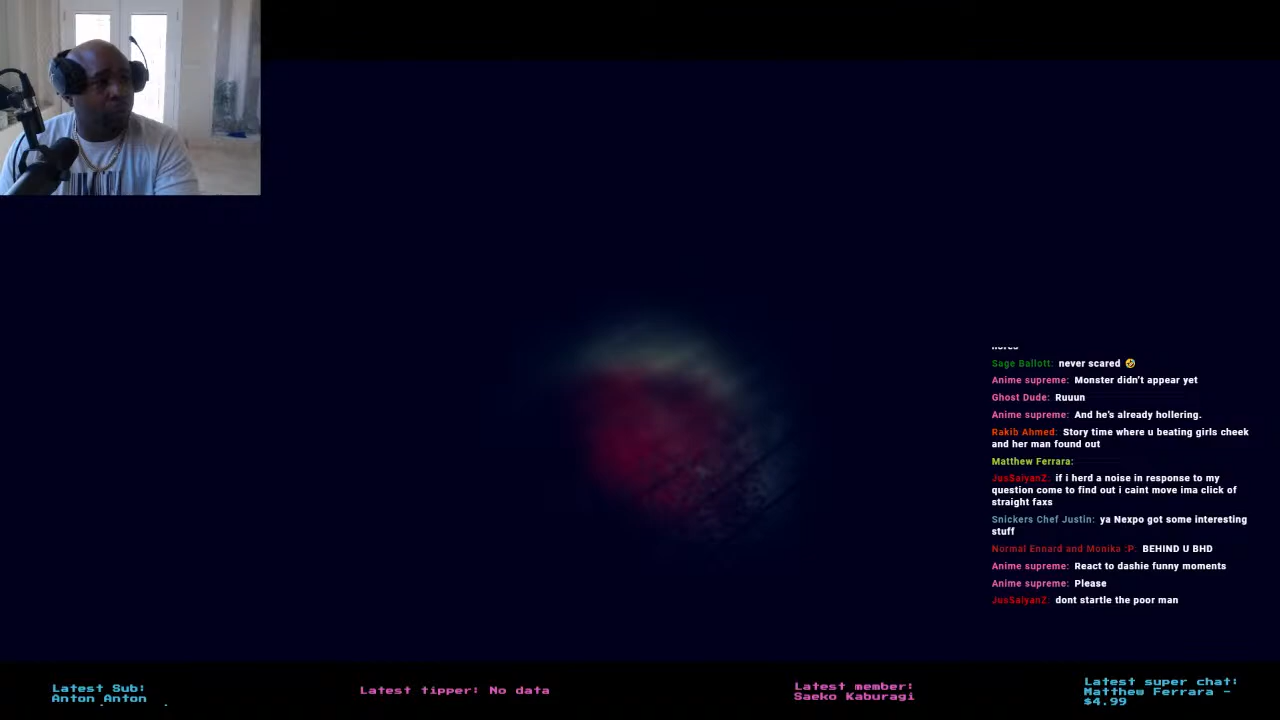 Sage Ballott: never scared 🤣
Anime supreme: Monster didn't appear yet
Ghost Dude: Ruuun
Anime supreme: And he's already hollering.
Rakib Ahmed: Story time where u beating girls cheek
and her man found out
Matthew Ferrara:
JusSaiyanZ: if i herd a noise in response to my
question come to find out i caint move ima click of
straight faxs
Snickers Chef Justin: ya Nexpo got some interesting
stuff
Normal Ennard and Monika :P: BEHIND U BHD
Anime supreme: React to dashie funny moments
Anime supreme: Please
JusSaiyanZ: dont startle the poor man
Latest Sub:
Anton Anton
Latest tipper: No data
Latest member:
Saeko Kaburagi
Latest super chat:
Matthew Ferrara -
$4.99